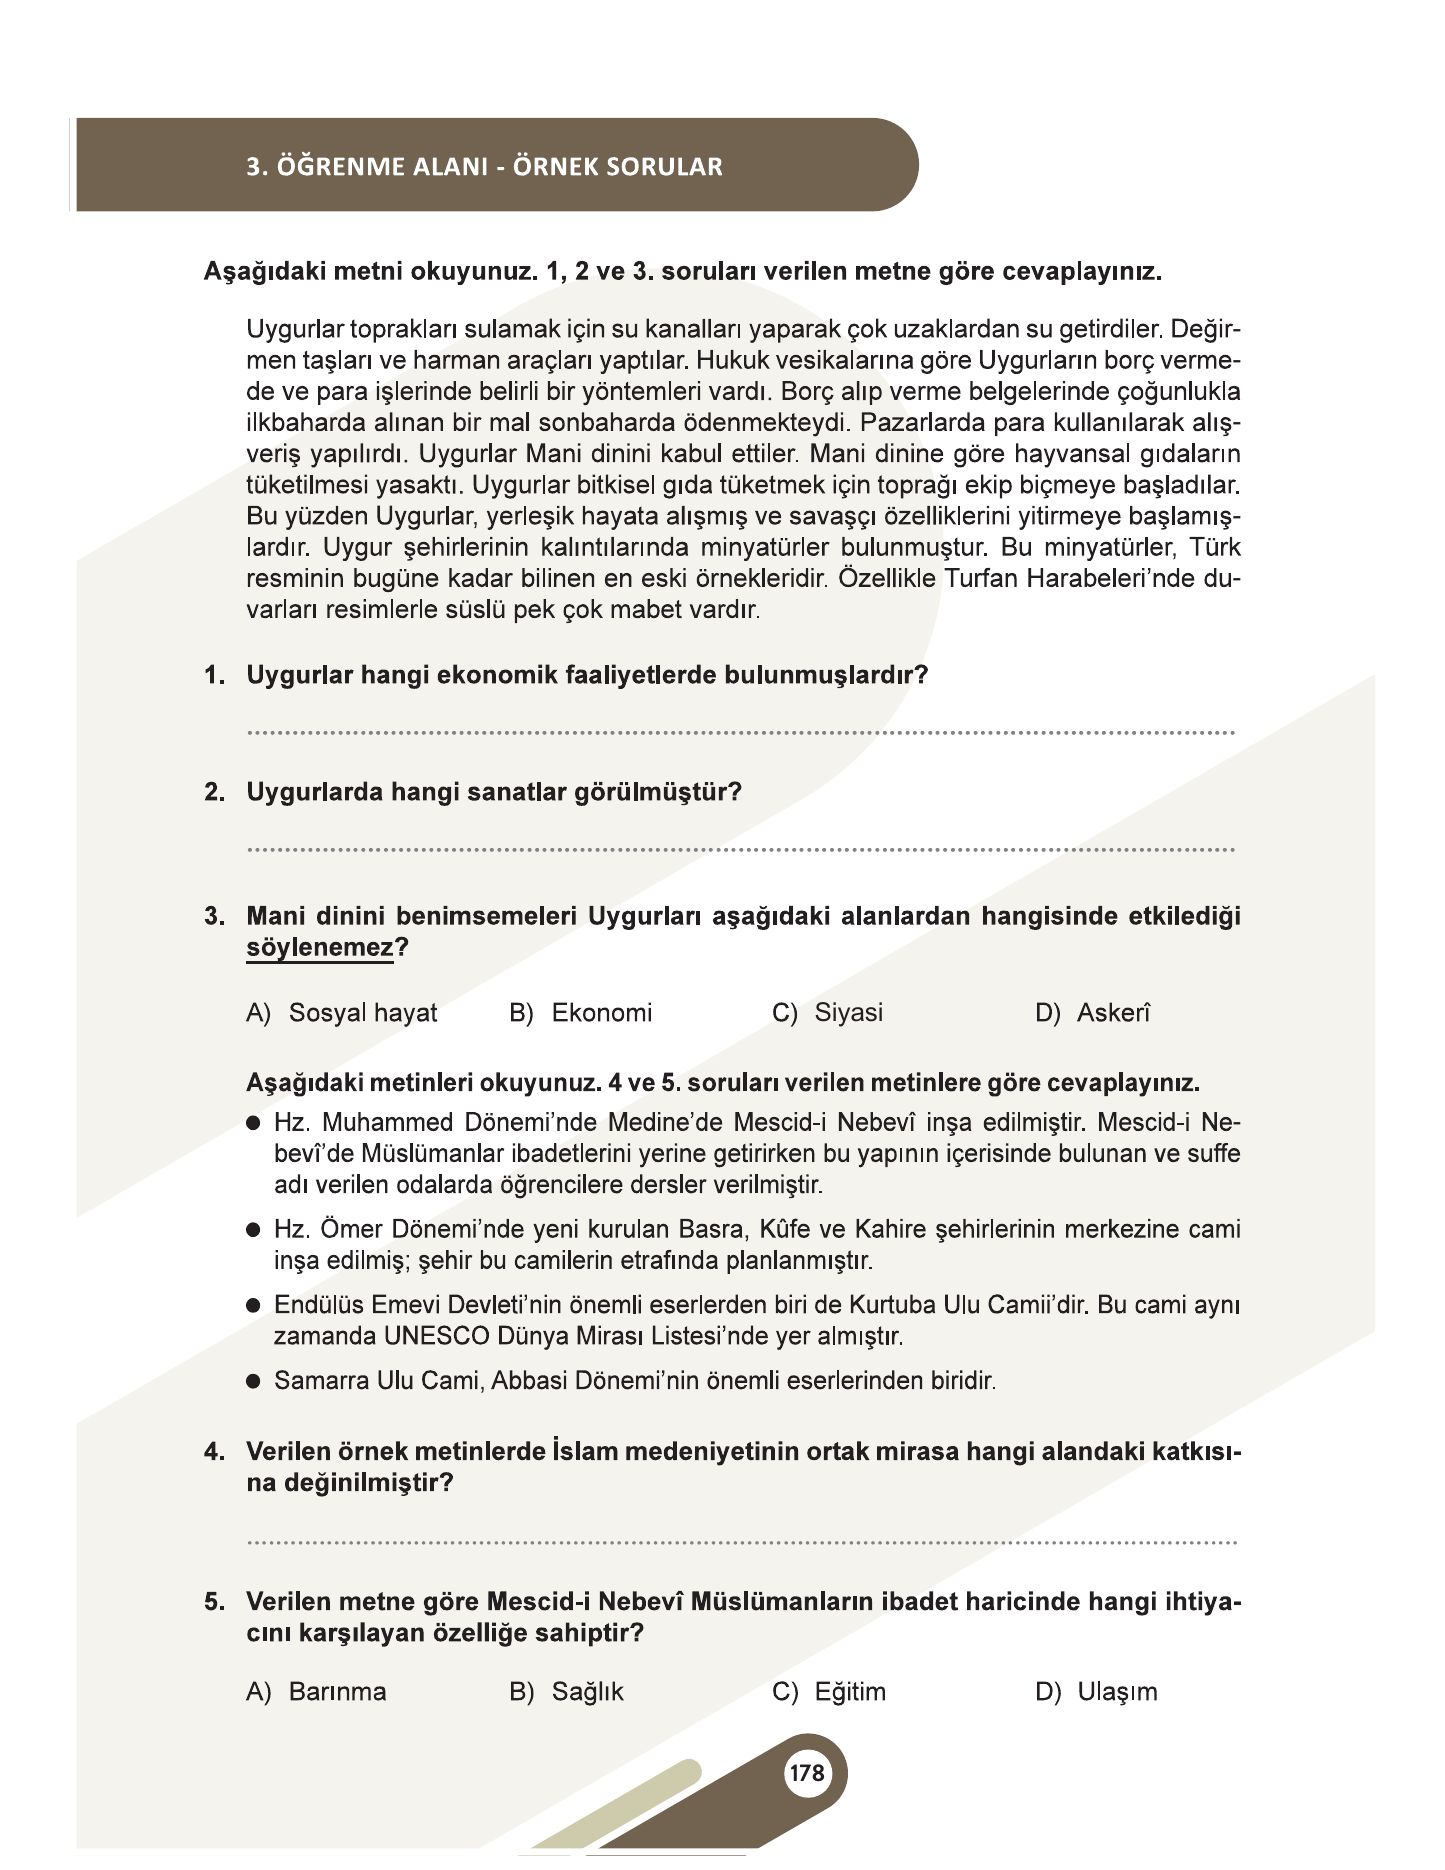 3. ÖĞRENME ALANI - ÖRNEK SORULAR
Aşağıdaki metni okuyunuz. 1, 2 ve 3. soruları verilen metne göre cevaplayınız.
Uygurlar toprakları sulamak için su kanalları yaparak çok uzaklardan su getirdiler. Değir-
men taşları ve harman araçları yaptılar. Hukuk vesikalarına göre Uygurların borç verme-
de ve para işlerinde belirli bir yöntemleri vardı. Borç alıp verme belgelerinde çoğunlukla
ilkbaharda alınan bir mal sonbaharda ödenmekteydi. Pazarlarda para kullanılarak alış-
veriş yapılırdı. Uygurlar Mani dinini kabul ettiler. Mani dinine göre hayvansal gıdaların
tüketilmesi yasaktı. Uygurlar bitkisel gıda tüketmek için toprağı ekip biçmeye başladılar.
Bu yüzden Uygurlar, yerleşik hayata alışmış ve savaşçı özelliklerini yitirmeye başlamış-
lardır. Uygur şehirlerinin kalıntılarında minyatürler bulunmuştur. Bu minyatürler, Türk
resminin bugüne kadar bilinen en eski örnekleridir. Özellikle Turfan Harabeleri’nde du-
varları resimlerle süslü pek çok mabet vardır.
1. Uygurlar hangi ekonomik faaliyetlerde bulunmuşlardır?
2. Uygurlarda hangi sanatlar görülmüştür?
3. Mani dinini benimsemeleri Uygurları aşağıdaki alanlardan hangisinde etkilediği
söylenemez?
A) Sosyal hayat B) Ekonomi C) Siyasi D) Askerî
Aşağıdaki metinleri okuyunuz. 4 ve 5. soruları verilen metinlere göre cevaplayınız.
● Hz. Muhammed Dönemi’nde Medine’de Mescid-i Nebevî inşa edilmiştir. Mescid-i Ne-
bevî’de Müslümanlar ibadetlerini yerine getirirken bu yapının içerisinde bulunan ve suffe
adı verilen odalarda öğrencilere dersler verilmiştir.
● Hz. Ömer Dönemi’nde yeni kurulan Basra, Kûfe ve Kahire şehirlerinin merkezine cami
inşa edilmiş; şehir bu camilerin etrafında planlanmıştır.
● Endülüs Emevi Devleti’nin önemli eserlerden biri de Kurtuba Ulu Camii’dir. Bu cami aynı
zamanda UNESCO Dünya Mirası Listesi’nde yer almıştır.
● Samarra Ulu Cami, Abbasi Dönemi’nin önemli eserlerinden biridir.
4. Verilen örnek metinlerde İslam medeniyetinin ortak mirasa hangi alandaki katkısı-
na değinilmiştir?
5. Verilen metne göre Mescid-i Nebevî Müslümanların ibadet haricinde hangi ihtiya-
cını karşılayan özelliğe sahiptir?
A) Barınma B) Sağlık C) Eğitim D) Ulaşım
178